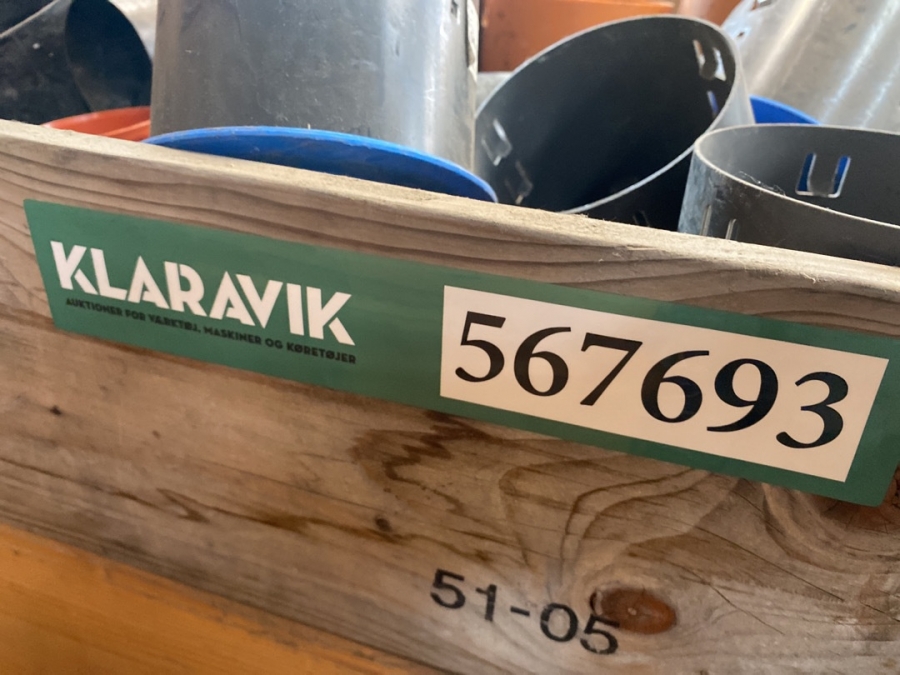 KLARAVIK
AUKTIONER FOR VÆRKTØJ, MASKINER OG KØRETØJER
567693
51-05